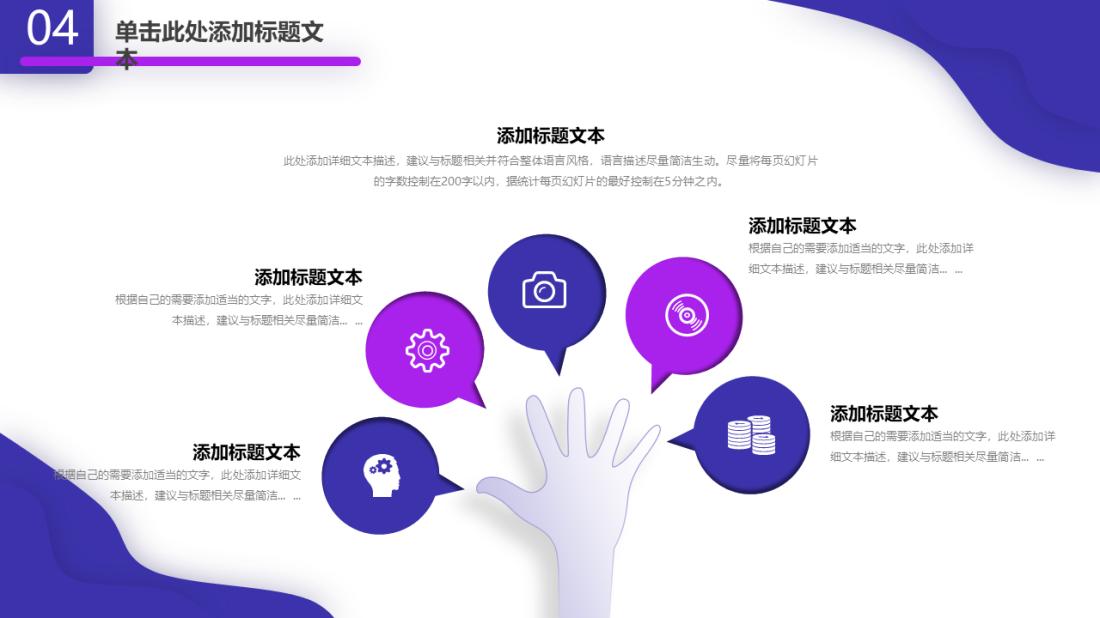 04
单击此处添加标题文
本
添加标题文本
此处添加详细文本描述，建议与标题相关并符合整体语言风格，语言描述尽量简洁生动。尽量将每页幻灯片
的字数控制在200字以内，据统计每页幻灯片的最好控制在5分钟之内。
添加标题文本
根据自己的需要添加适当的文字，此处添加详
细文本描述，建议与标题相关尽量简洁... ...
添加标题文本
根据自己的需要添加适当的文字，此处添加详细文
本描述，建议与标题相关尽量简洁... ...
添加标题文本
根据自己的需要添加适当的文字，此处添加详
细文本描述，建议与标题相关尽量简洁... ...
添加标题文本
根据自己的需要添加适当的文字，此处添加详细文
本描述，建议与标题相关尽量简洁... ...